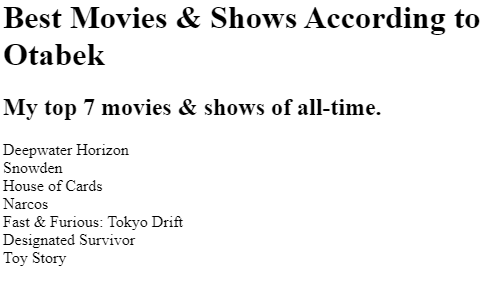 Best Movies & Shows According to
Otabek
My top 7 movies & shows of all-time.
Deepwater Horizon
Snowden
House of Cards
Narcos
Fast & Furious: Tokyo Drift
Designated Survivor
Toy Story